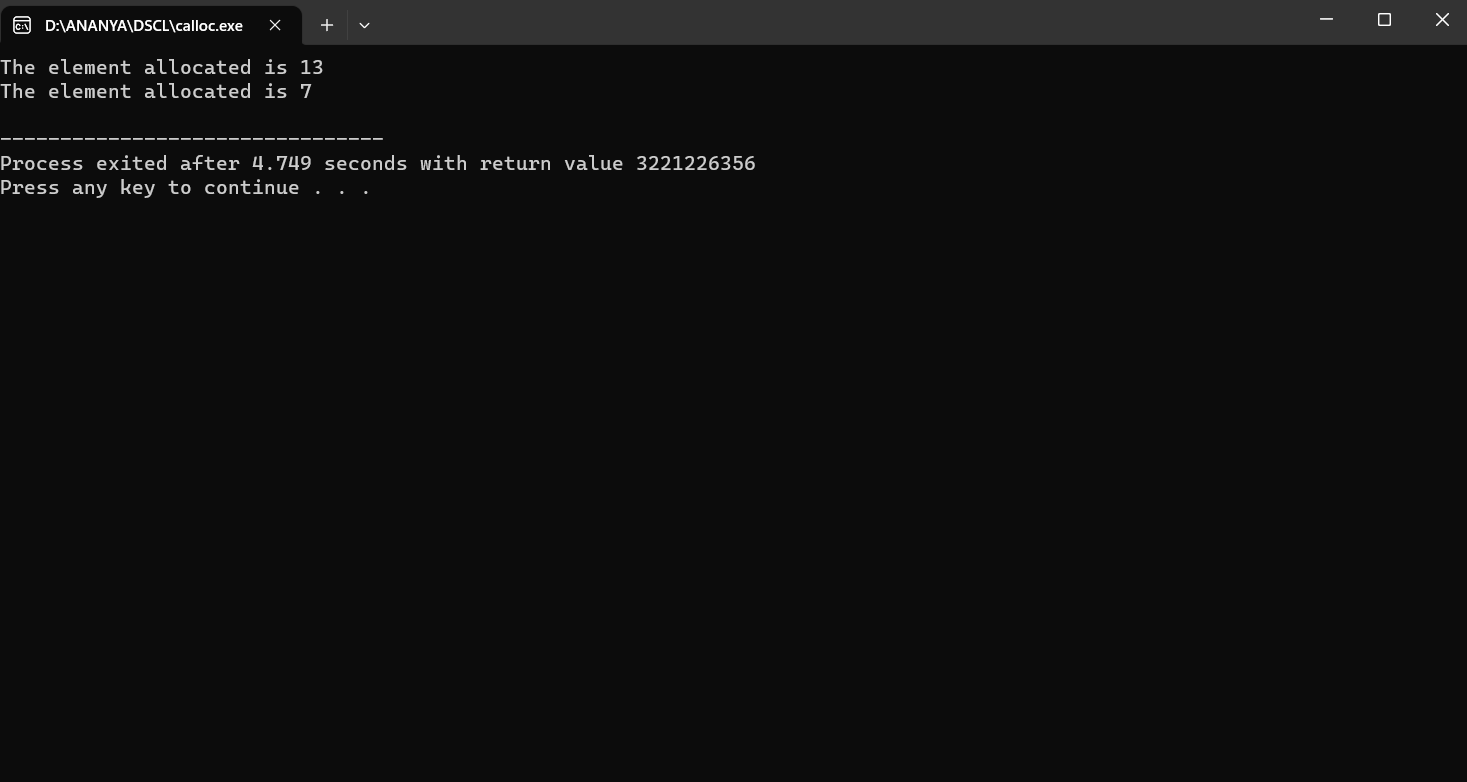 D:\ANANYA\DSCL\calloc.exe
The element allocated is 13
The element allocated is 7
--------------------------------
Process exited after 4.749 seconds with return value 3221226356
Press any key to continue . . .